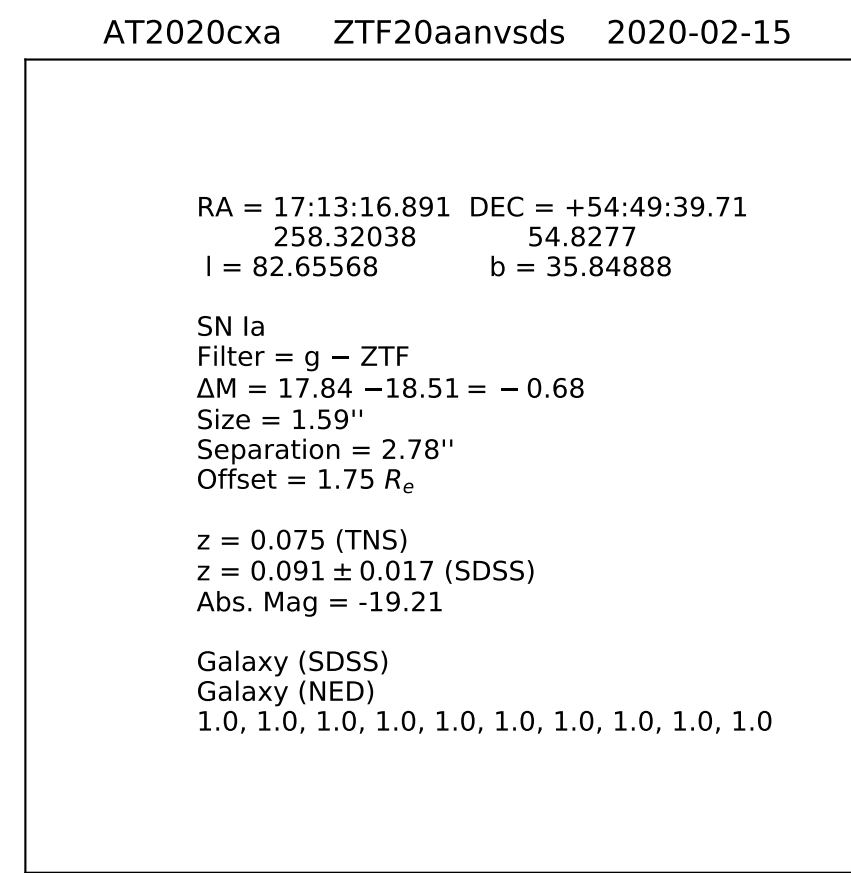 AT2020cxa ZTF20aanvsds 2020-02-15
RA = 17:13:16.891 DEC = +54:49:39.71
258.32038 54.8277
l = 82.65568 b = 35.84888
SN Ia
Filter = g − ZTF
ΔM = 17.84 −18.51 = − 0.68
Size = 1.59''
Separation = 2.78''
Offset = 1.75 Rₑ
z = 0.075 (TNS)
z = 0.091 ± 0.017 (SDSS)
Abs. Mag = -19.21
Galaxy (SDSS)
Galaxy (NED)
1.0, 1.0, 1.0, 1.0, 1.0, 1.0, 1.0, 1.0, 1.0, 1.0